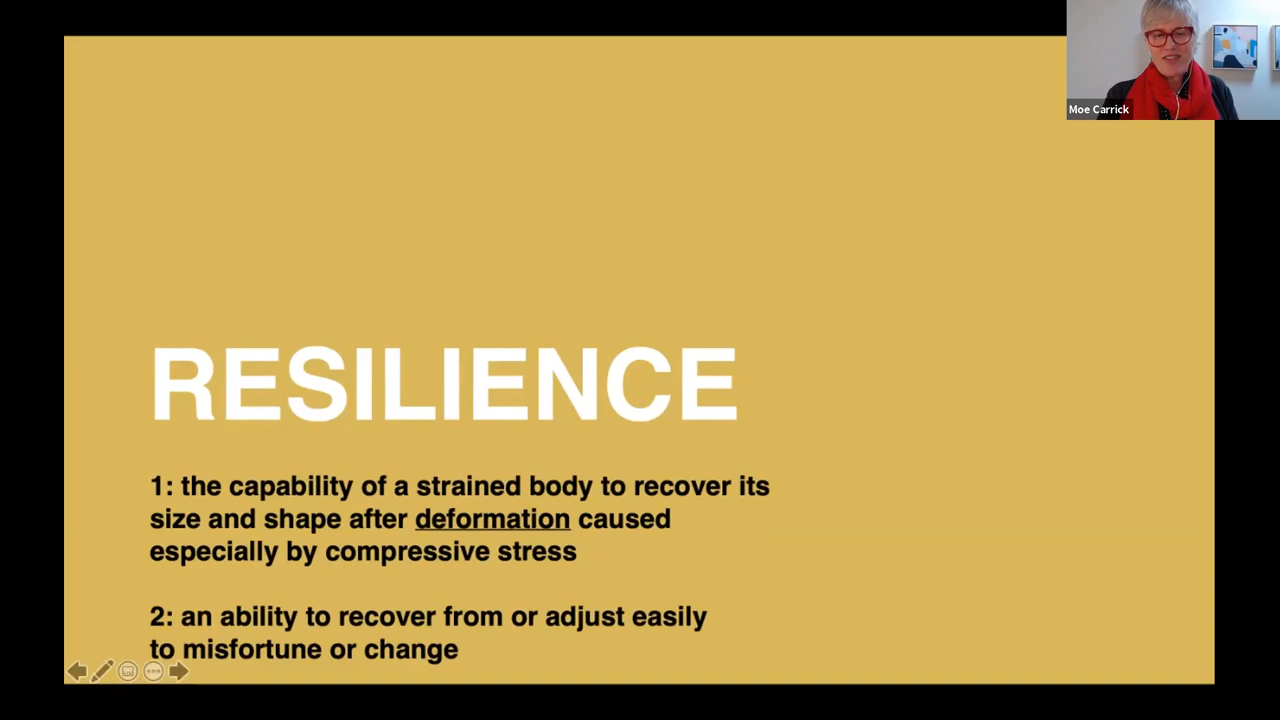 Moe Carrick
RESILIENCE
1: the capability of a strained body to recover its
size and shape after deformation caused
especially by compressive stress
2: an ability to recover from or adjust easily
to misfortune or change